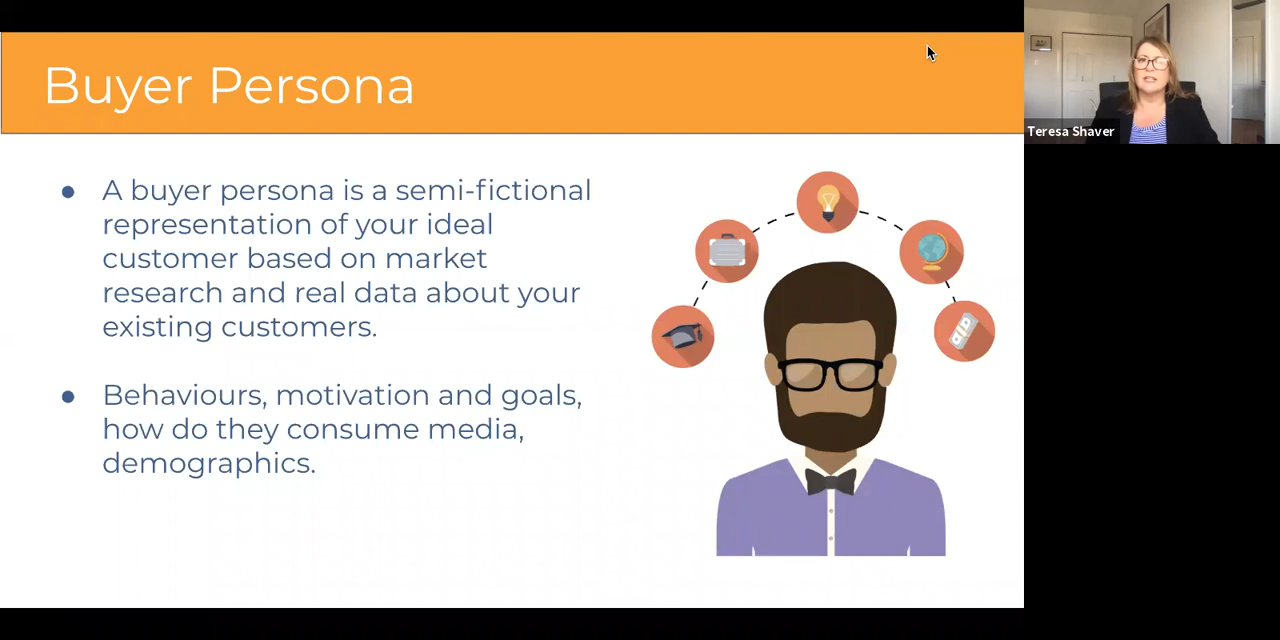 Buyer Persona
A buyer persona is a semi-fictional
representation of your ideal
customer based on market
research and real data about your
existing customers.
Behaviours, motivation and goals,
how do they consume media,
demographics.
Teresa Shaver